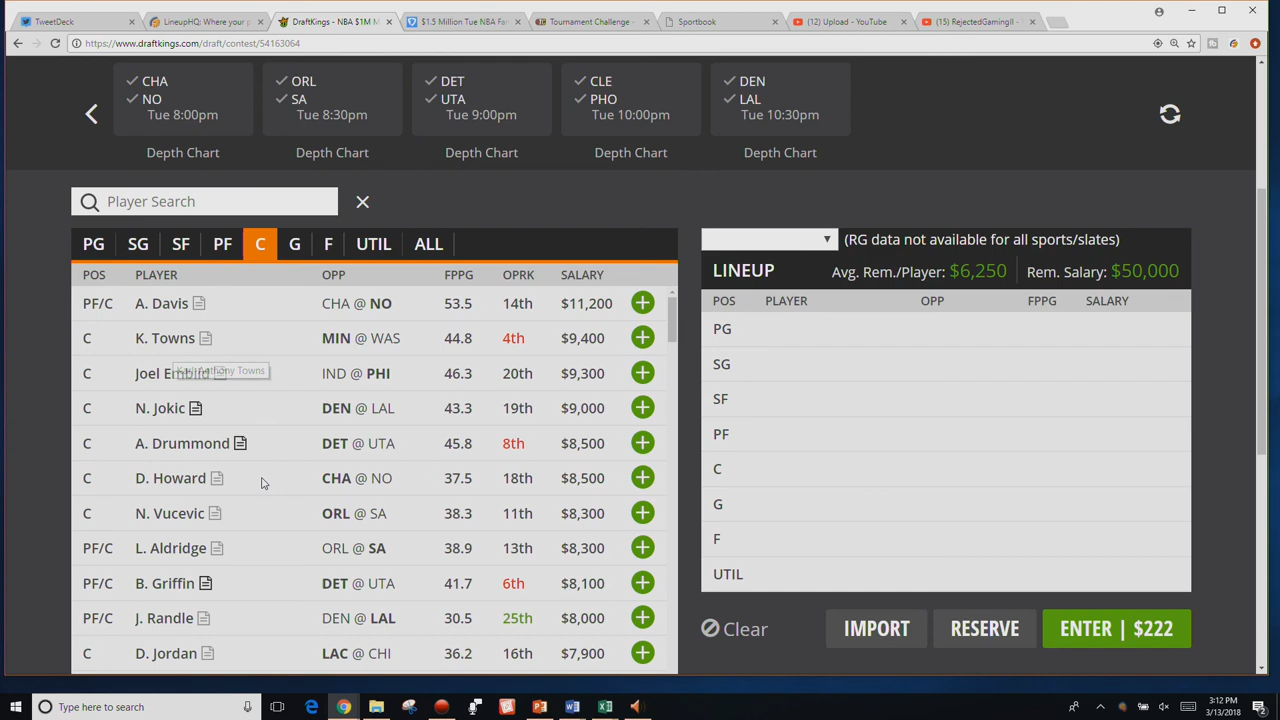 TweetDeck
LineupHQ: Where your p
DraftKings - NBA $1M M
$1.5 Million Tue NBA Fan
Tournament Challenge -
Sportbook
(12) Upload - YouTube
(15) RejectedGamingII -
https://www.draftkings.com/draft/contest/54163064
CHA
NO
Tue 8:00pm
ORL
SA
Tue 8:30pm
DET
UTA
Tue 9:00pm
CLE
PHO
Tue 10:00pm
DEN
LAL
Tue 10:30pm
Depth Chart
Depth Chart
Depth Chart
Depth Chart
Depth Chart
Player Search
PG SG SF PF C G F UTIL ALL
POS PLAYER OPP FPPG OPRK SALARY
PF/C A. Davis CHA @ NO 53.5 14th $11,200
C K. Towns MIN @ WAS 44.8 4th $9,400
Karl-Anthony Towns
C Joel Embiid IND @ PHI 46.3 20th $9,300
C N. Jokic DEN @ LAL 43.3 19th $9,000
C A. Drummond DET @ UTA 45.8 8th $8,500
C D. Howard CHA @ NO 37.5 18th $8,500
C N. Vucevic ORL @ SA 38.3 11th $8,300
PF/C L. Aldridge ORL @ SA 38.9 13th $8,300
PF/C B. Griffin DET @ UTA 41.7 6th $8,100
PF/C J. Randle DEN @ LAL 30.5 25th $8,000
C D. Jordan LAC @ CHI 36.2 16th $7,900
(RG data not available for all sports/slates)
LINEUP Avg. Rem./Player: $6,250 Rem. Salary: $50,000
POS PLAYER OPP FPPG SALARY
PG
SG
SF
PF
C
G
F
UTIL
Clear IMPORT RESERVE ENTER | $222
Type here to search
3:12 PM
3/13/2018
2